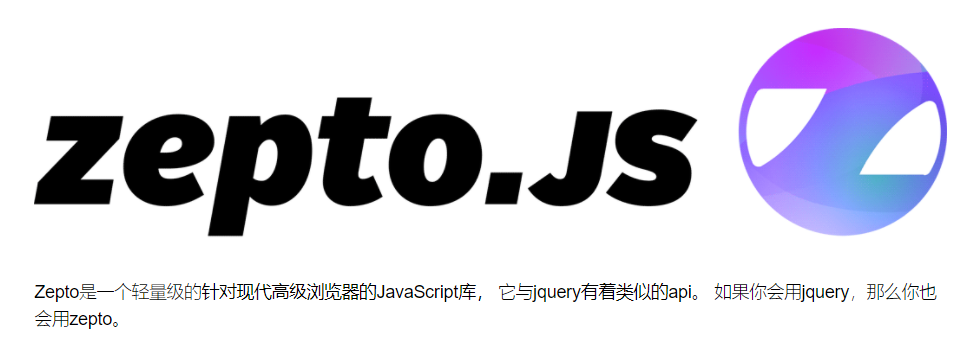 zepto.JS
Zepto是一个轻量级的针对现代高级浏览器的JavaScript库， 它与jquery有着类似的api。 如果你会用jquery，那么你也
会用zepto。